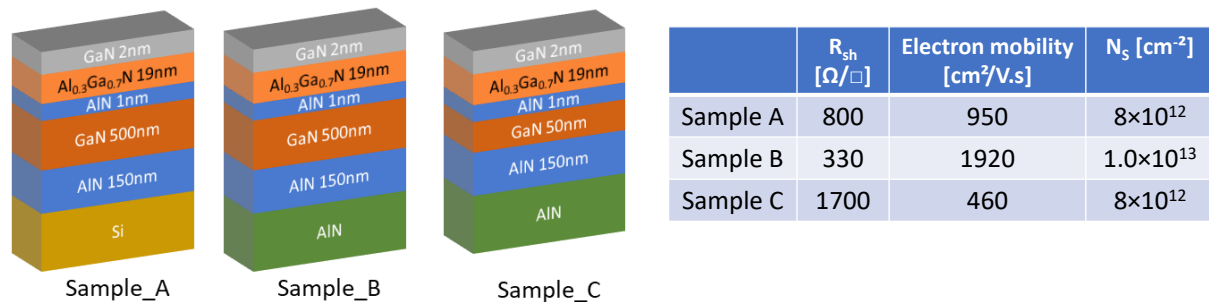 GaN 2nm
Al₀.₃Ga₀.₇N 19nm
AlN 1nm
GaN 500nm
AlN 150nm
Si
Sample_A
GaN 2nm
Al₀.₃Ga₀.₇N 19nm
AlN 1nm
GaN 500nm
AlN 150nm
AlN
Sample_B
GaN 2nm
Al₀.₃Ga₀.₇N 19nm
AlN 1nm
GaN 50nm
AlN 150nm
AlN
Sample_C
Rsh [Ω/□] Electron mobility [cm²/V.s] NS [cm⁻²]
Sample A 800 950 8×10¹²
Sample B 330 1920 1.0×10¹³
Sample C 1700 460 8×10¹²